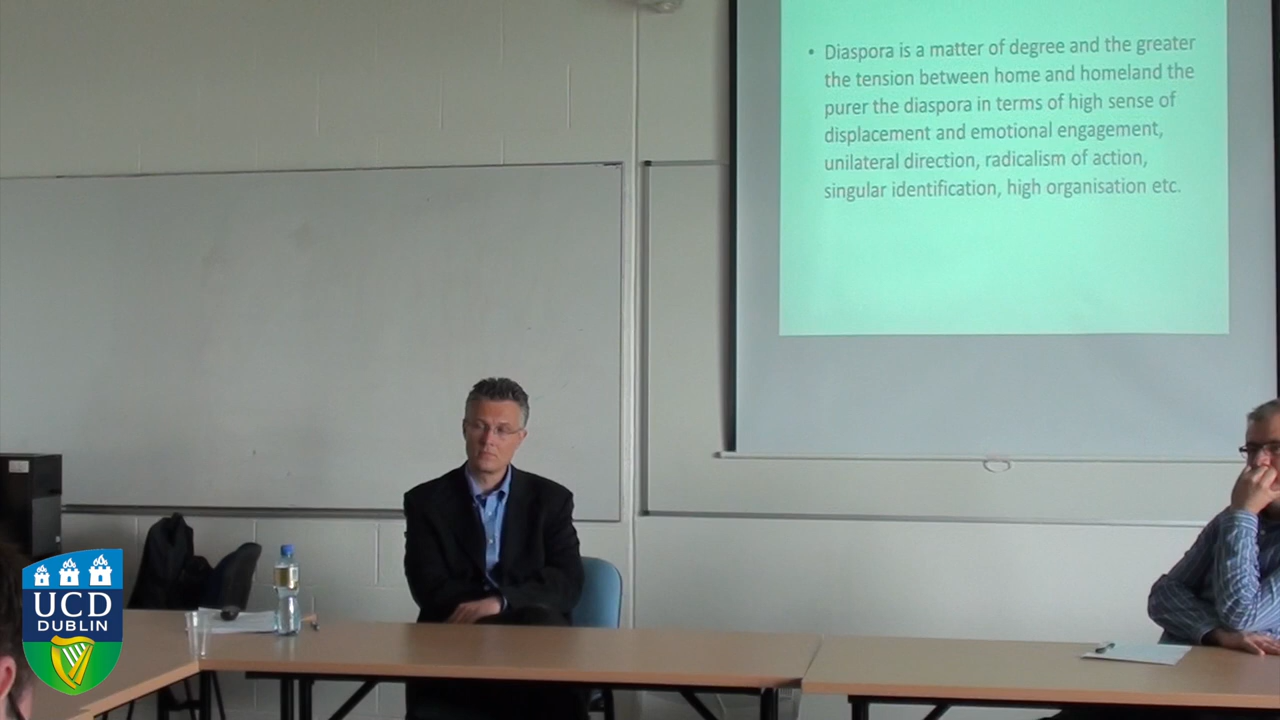 • Diaspora is a matter of degree and the greater
the tension between home and homeland the
purer the diaspora in terms of high sense of
displacement and emotional engagement,
unilateral direction, radicalism of action,
singular identification, high organisation etc.
UCD
DUBLIN